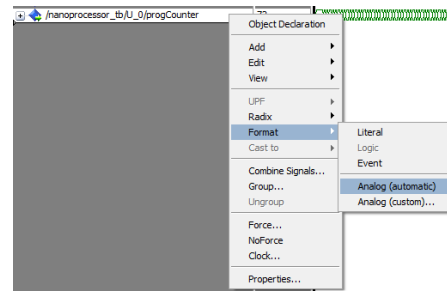 /nanoprocessor_tb/U_0/progCounter
Object Declaration
Add
Edit
View
UPF
Radix
Format
Cast to
Combine Signals...
Group...
Ungroup
Force...
NoForce
Clock...
Properties...
Literal
Logic
Event
Analog (automatic)
Analog (custom)...